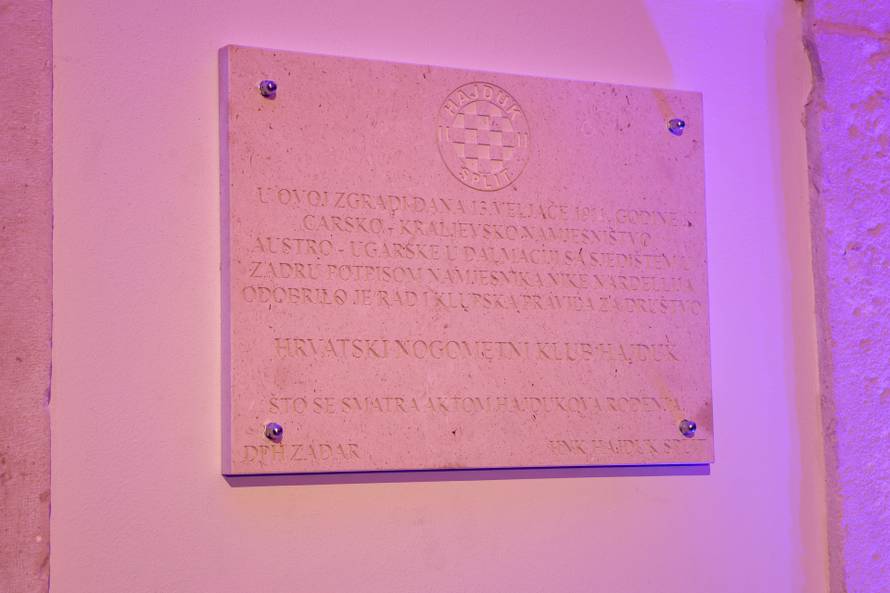 HAJDUK
SPLIT
U OVOJ ZGRADI DANA 13. VELJAČE 1911. GODINE
CARSKO - KRALJEVSKO NAMJESNIŠTVO
AUSTRO - UGARSKE U DALMACIJI SA SJEDIŠTEM U
ZADRU POTPISOM NAMJESNIKA NIKE NARDELLIJA
ODOBRILO JE RAD I KLUPSKA PRAVILA ZA DRUŠTVO
HRVATSKI NOGOMETNI KLUB HAJDUK
ŠTO SE SMATRA AKTOM HAJDUKOVA ROĐENJA
DPH ZADAR
HNK HAJDUK SPLIT